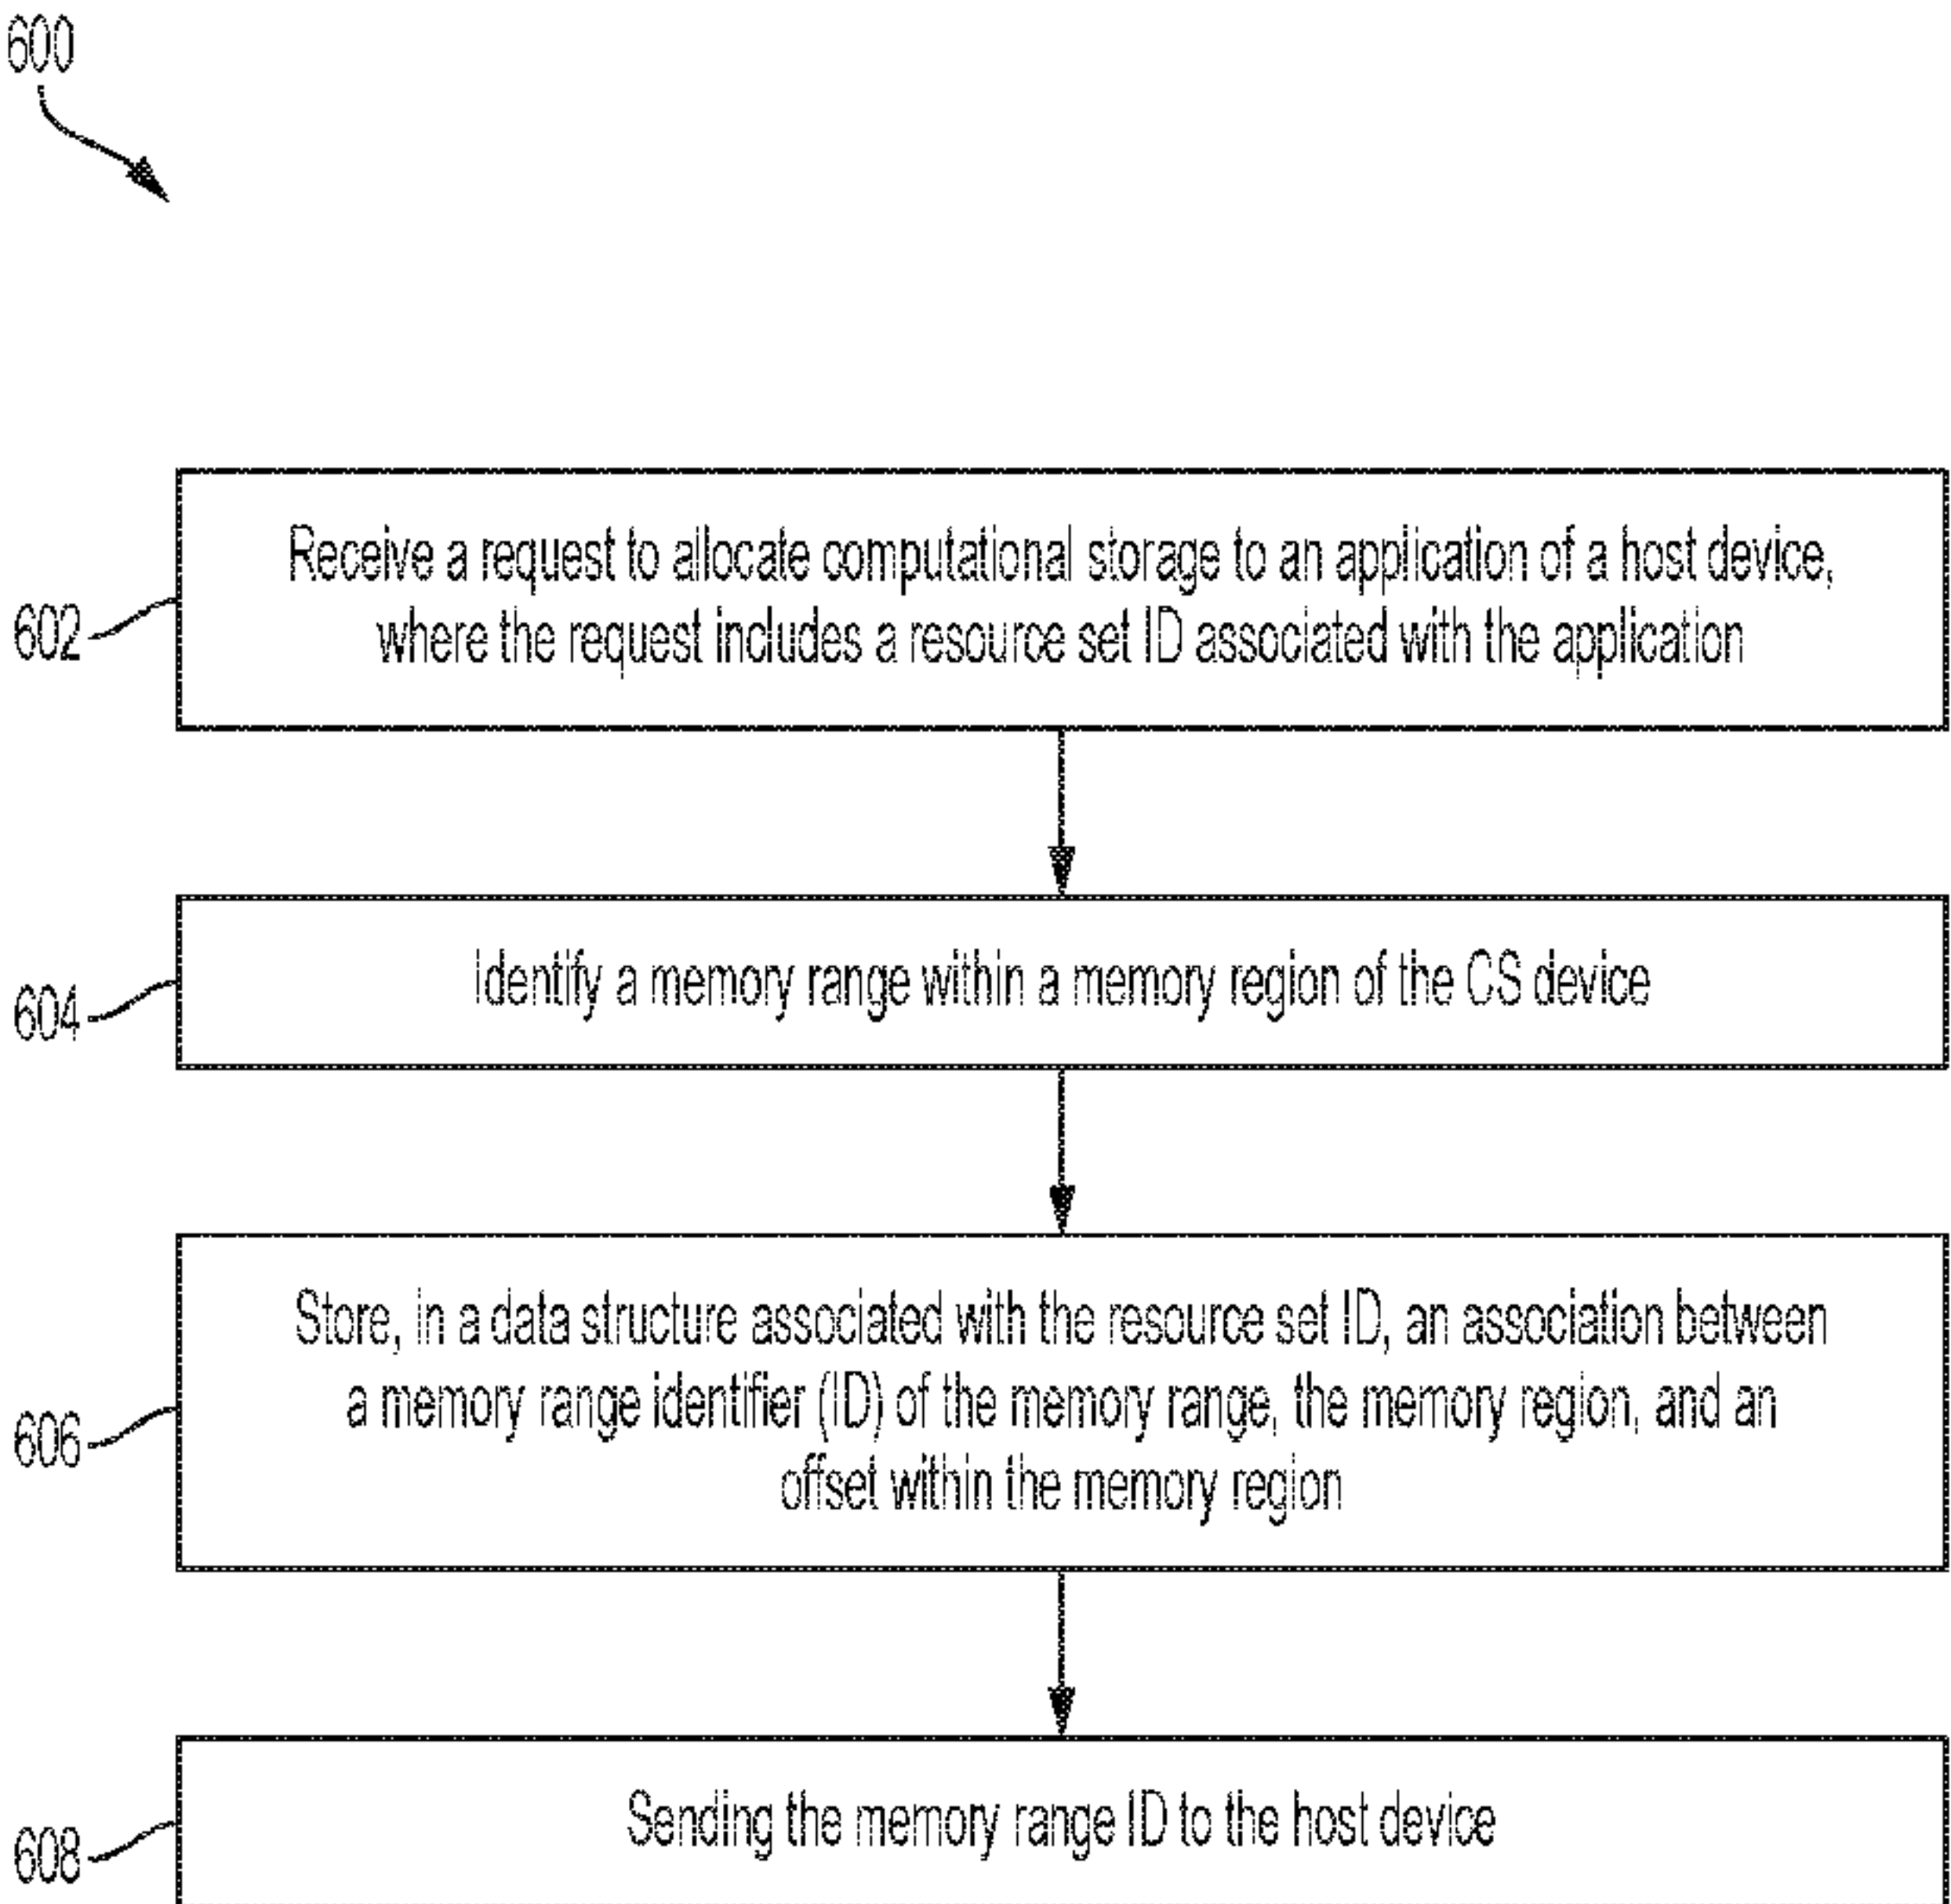 600
Receive a request to allocate computational storage to an application of a host device,
where the request includes a resource set ID associated with the application
602
Identify a memory range within a memory region of the CS device
604
Store, in a data structure associated with the resource set ID, an association between
a memory range identifier (ID) of the memory range, the memory region, and an
offset within the memory region
606
Sending the memory range ID to the host device
608